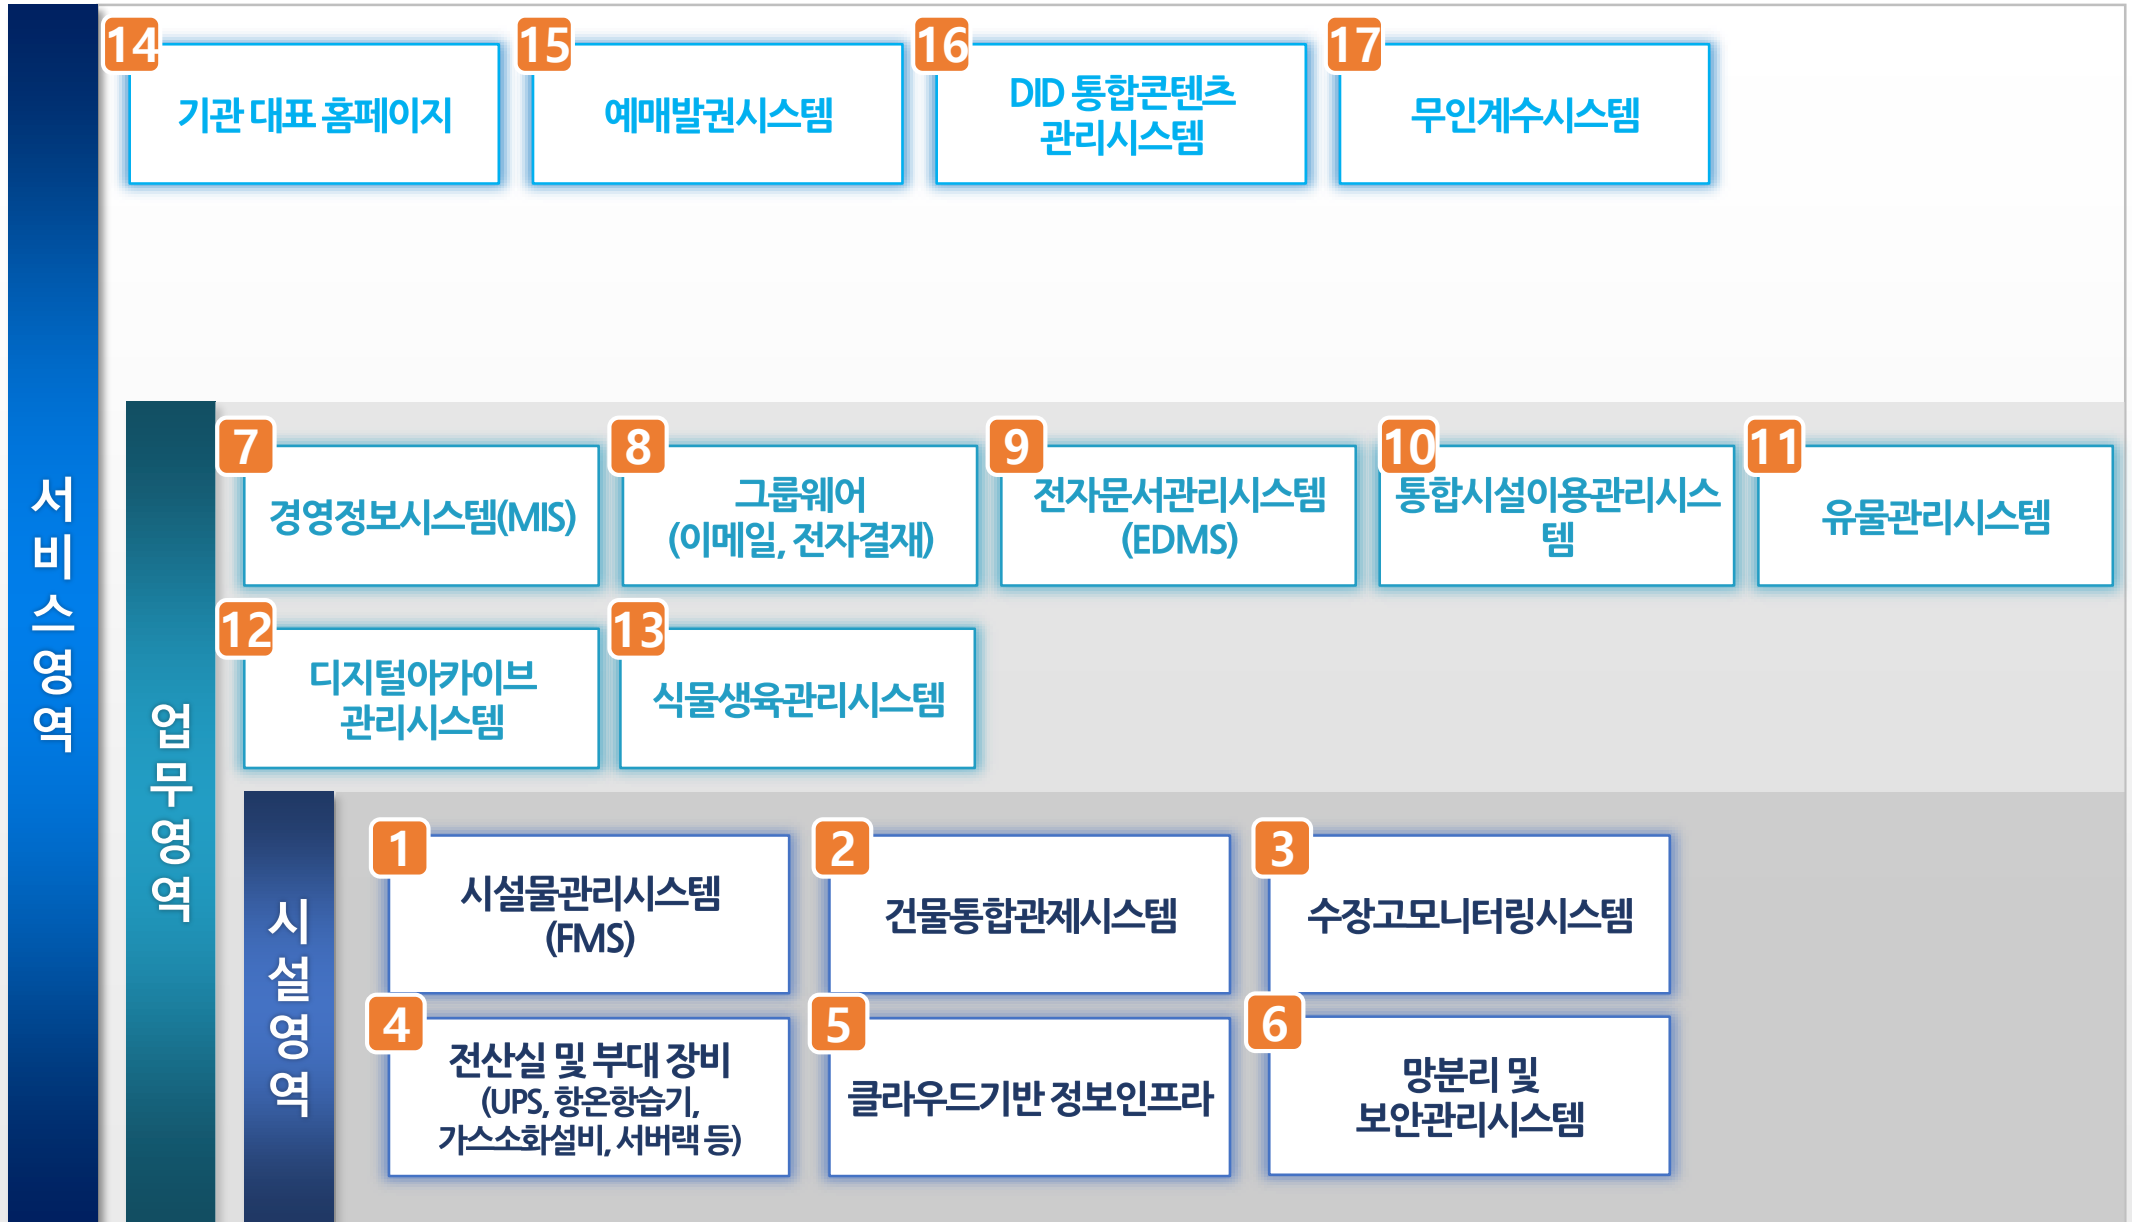 서비스영역
14
기관 대표 홈페이지
15
예매발권시스템
16
DID 통합콘텐츠
관리시스템
17
무인계수시스템
업무영역
7
경영정보시스템(MIS)
8
그룹웨어
(이메일, 전자결재)
9
전자문서관리시스템
(EDMS)
10
통합시설이용관리시스
템
11
유물관리시스템
12
디지털아카이브
관리시스템
13
식물생육관리시스템
시설영역
1
시설물관리시스템
(FMS)
2
건물통합관제시스템
3
수장고모니터링시스템
4
전산실 및 부대 장비
(UPS, 항온항습기,
가스소화설비, 서버랙 등)
5
클라우드기반 정보인프라
6
망분리 및
보안관리시스템